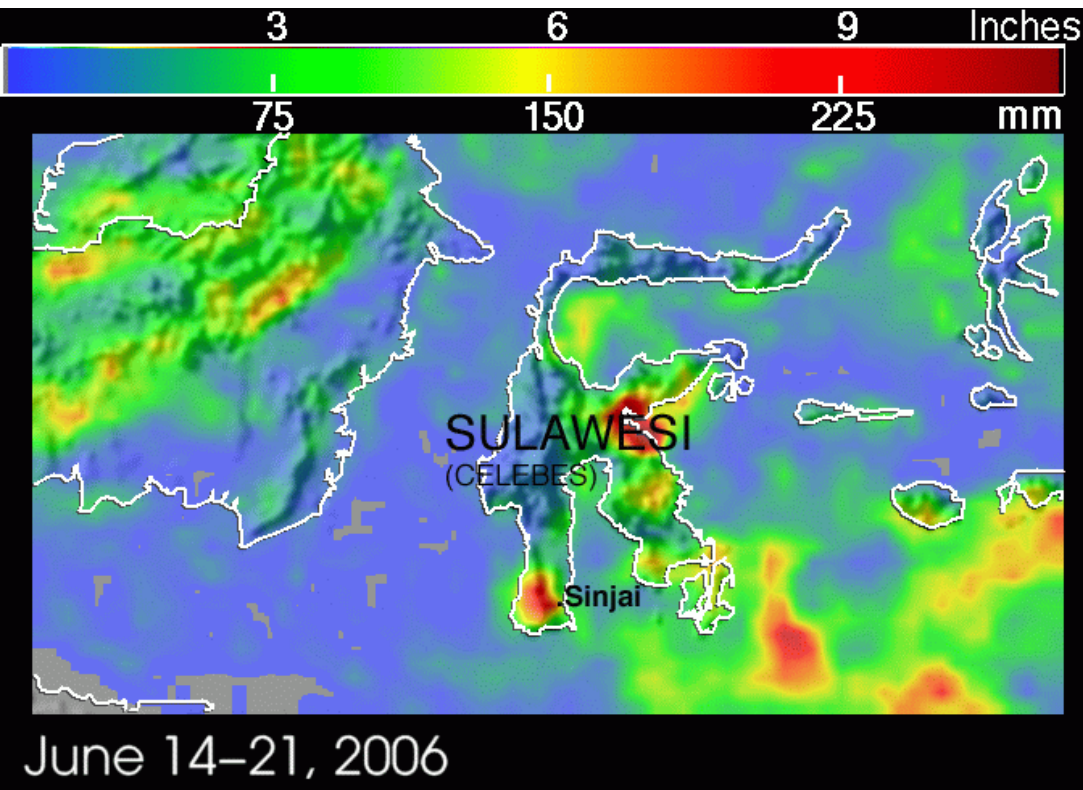 3 6 9 Inches
75 150 225 mm
SULAWESI
(CELEBES)
.Sinjai
June 14–21, 2006